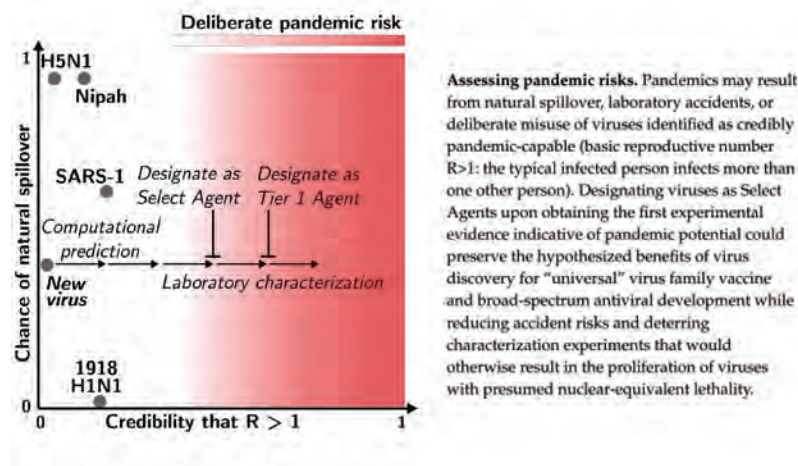 Deliberate pandemic risk
1
H5N1
Nipah
SARS-1
Designate as
Select Agent
Designate as
Tier 1 Agent
Computational
prediction
New
virus
Laboratory characterization
1918
H1N1
0
Chance of natural spillover
0
Credibility that R > 1
1
Assessing pandemic risks. Pandemics may result
from natural spillover, laboratory accidents, or
deliberate misuse of viruses identified as credibly
pandemic-capable (basic reproductive number
R>1: the typical infected person infects more than
one other person). Designating viruses as Select
Agents upon obtaining the first experimental
evidence indicative of pandemic potential could
preserve the hypothesized benefits of virus
discovery for “universal” virus family vaccine
and broad-spectrum antiviral development while
reducing accident risks and deterring
characterization experiments that would
otherwise result in the proliferation of viruses
with presumed nuclear-equivalent lethality.